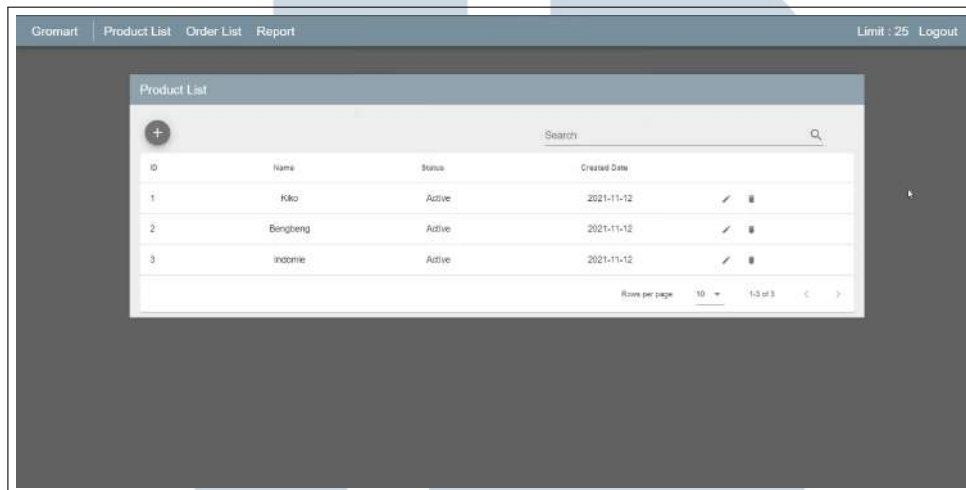 Gromart Product List Order List Report Limit : 25 Logout
Product List
+
Search
ID Name Status Created Date
1 Kiko Active 2021-11-12
2 Bengbeng Active 2021-11-12
3 Indomie Active 2021-11-12
Rows per page 10 1-3 of 3